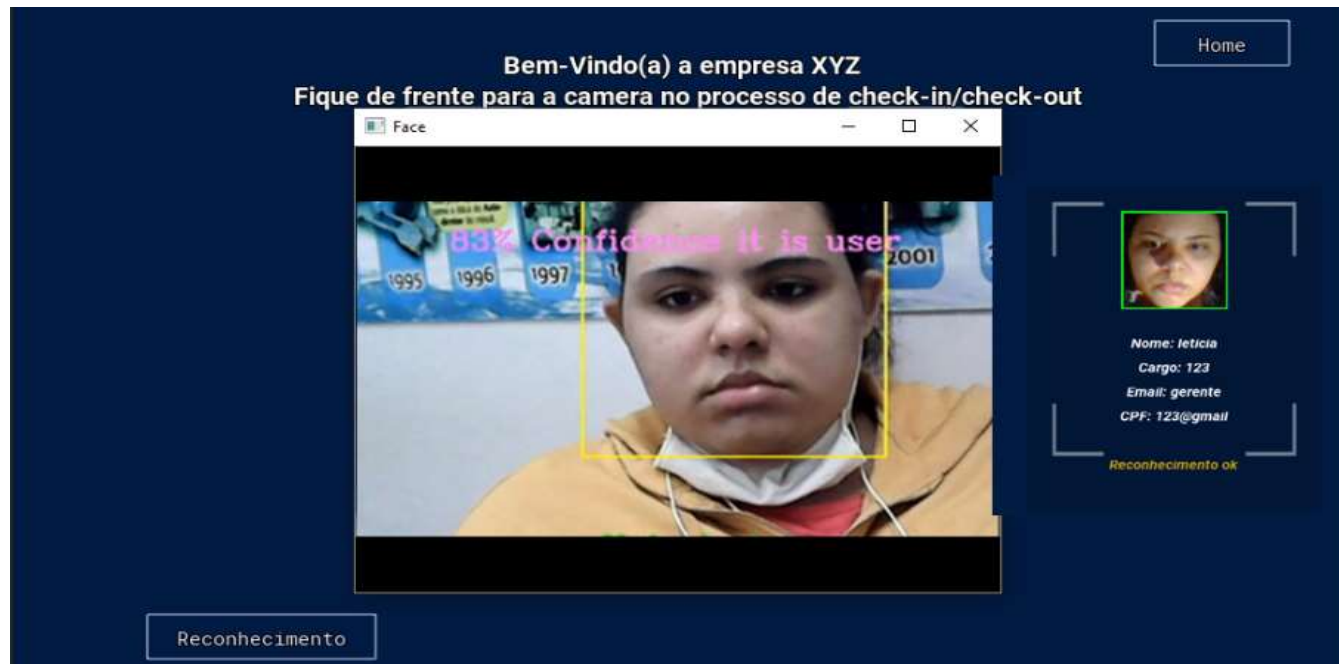 Home
Bem-Vindo(a) a empresa XYZ
Fique de frente para a camera no processo de check-in/check-out
Face
83% Confidence it is user
1995 1996 1997 2001
Nome: leticia
Cargo: 123
Email: gerente
CPF: 123@gmail
Reconhecimento ok
Reconhecimento